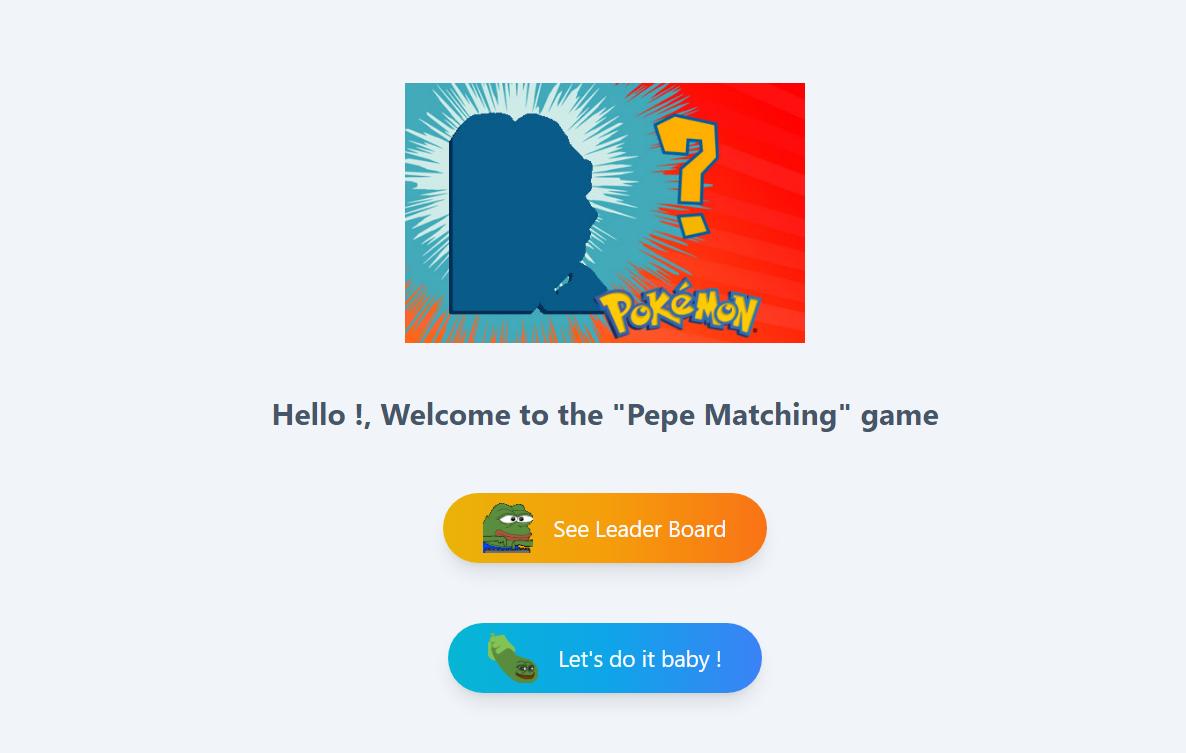 ?
POKéMON
Hello !, Welcome to the "Pepe Matching" game
See Leader Board
Let's do it baby !